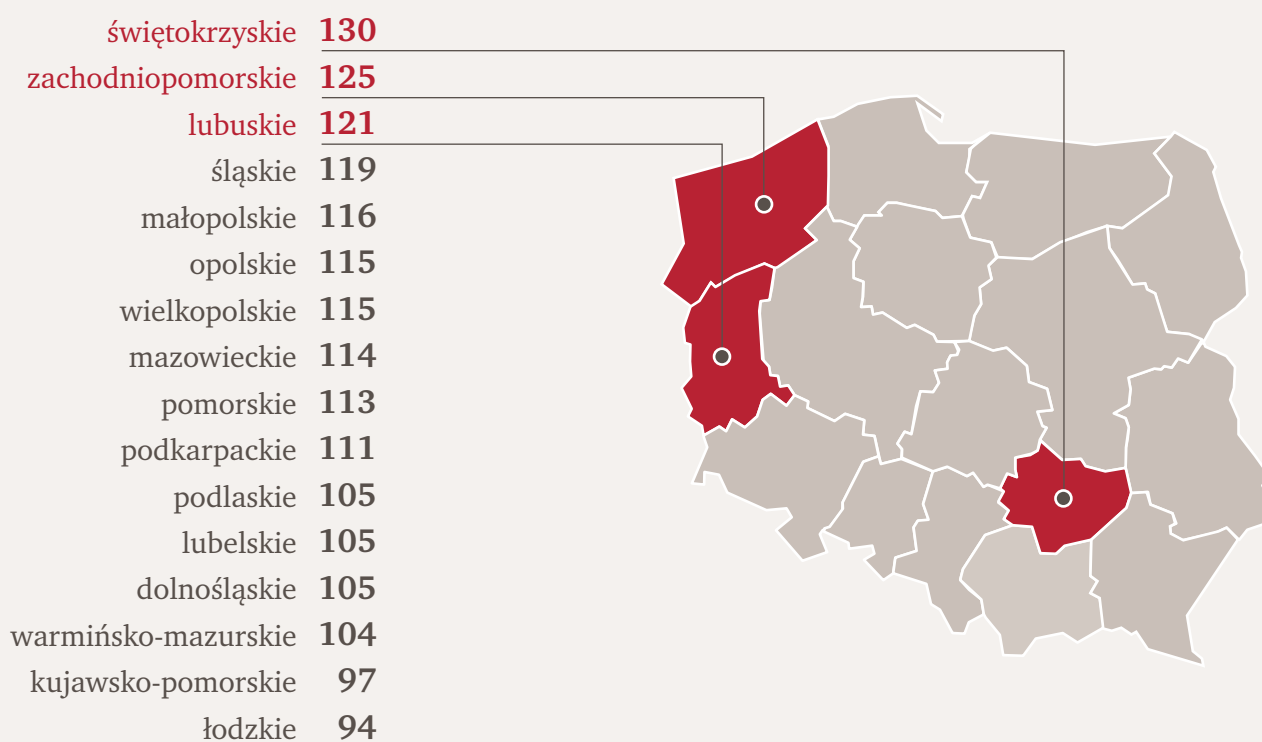 świętokrzyskie 130
zachodniopomorskie 125
lubuskie 121
śląskie 119
małopolskie 116
opolskie 115
wielkopolskie 115
mazowieckie 114
pomorskie 113
podkarpackie 111
podlaskie 105
lubelskie 105
dolnośląskie 105
warmińsko-mazurskie 104
kujawsko-pomorskie 97
łodzkie 94